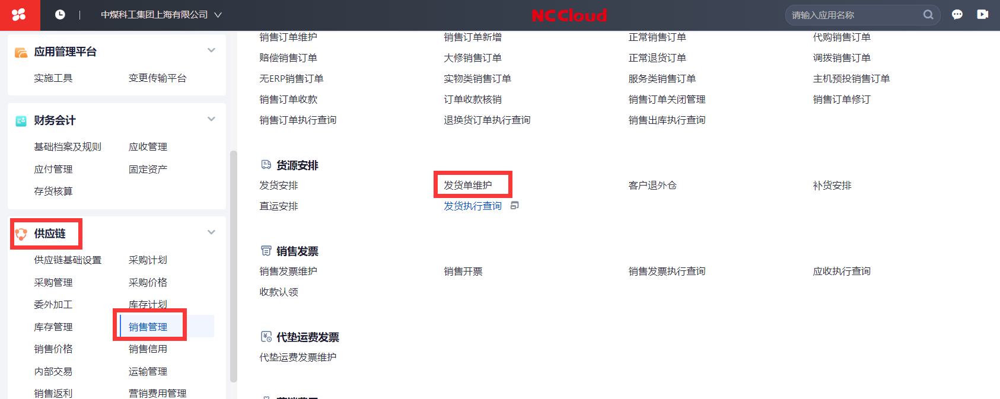 中煤科工集团上海有限公司
NC Cloud
请输入应用名称
应用管理平台
实施工具 变更传输平台
财务会计
基础档案及规则 应收管理
应付管理 固定资产
存货核算
供应链
供应链基础设置 采购计划
采购管理 采购价格
委外加工 库存计划
库存管理 销售管理
销售价格 销售信用
内部交易 运输管理
销售返利 营销费用管理
销售订单维护 销售订单新增 正常销售订单 代购销售订单
赔偿销售订单 大修销售订单 正常退货订单 调拨销售订单
无ERP销售订单 实物类销售订单 服务类销售订单 主机预投销售订单
销售订单收款 订单收款核销 销售订单关闭管理 销售订单修订
销售订单执行查询 退换货订单执行查询 销售出库执行查询
货源安排
发货安排 发货单维护 客户退外仓 补货安排
直运安排 发货执行查询
销售发票
销售发票维护 销售开票 销售发票执行查询 应收执行查询
收款认领
代垫运费发票
代垫运费发票维护